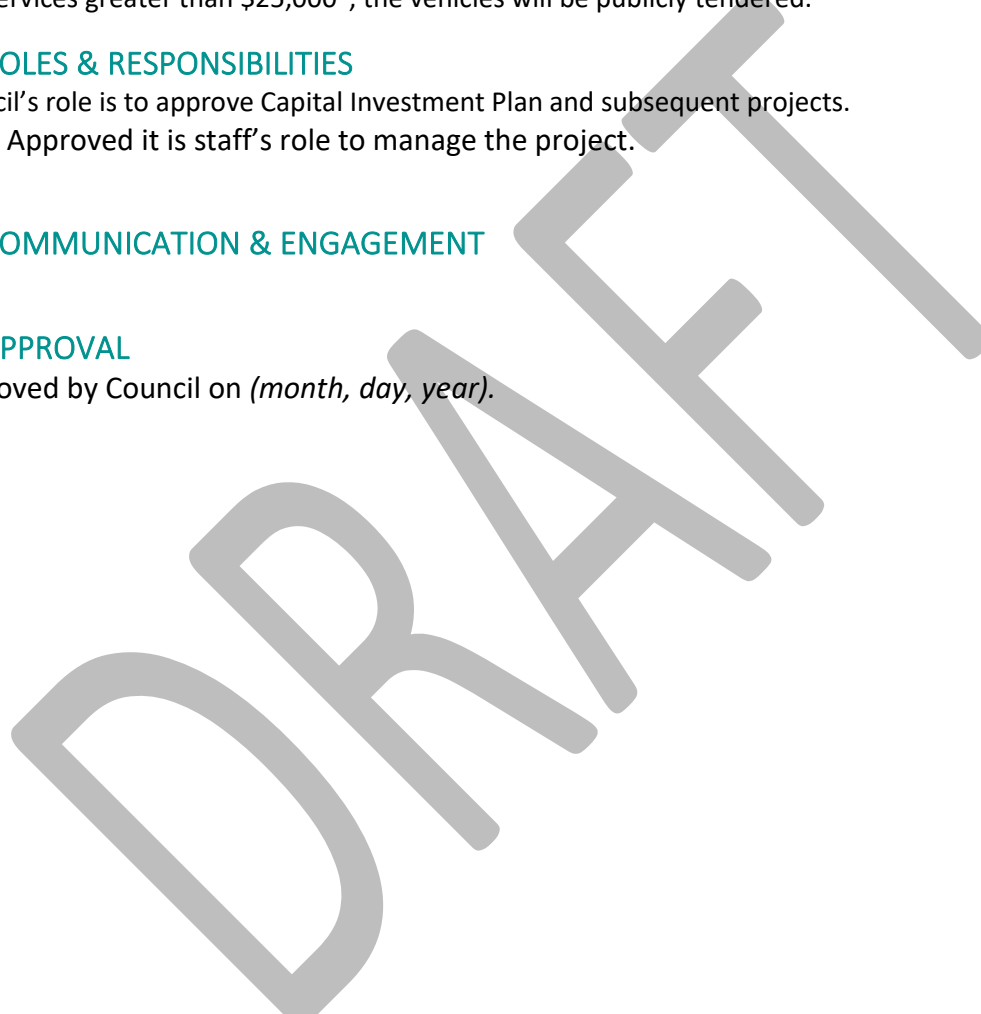 ervices greater than $25,000", the vehicles will be publicly tendered.
OLES & RESPONSIBILITIES
cil's role is to approve Capital Investment Plan and subsequent projects.
Approved it is staff's role to manage the project.
OMMUNICATION & ENGAGEMENT
PPROVAL
oved by Council on (month, day, year).
DRAFT